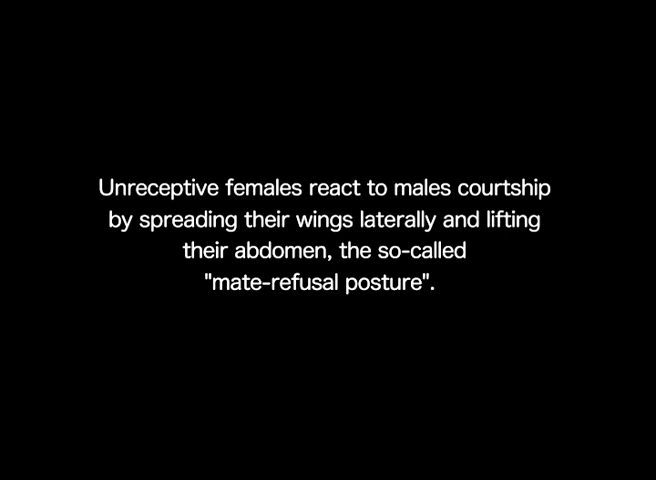 Unreceptive females react to males courtship
by spreading their wings laterally and lifting
their abdomen, the so-called
"mate-refusal posture".